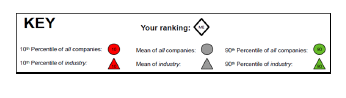 KEY
Your ranking:
10th Percentile of all companies: Mean of all companies: 90th Percentile of all companies:
10th Percentile of industry: Mean of industry: 90th Percentile of industry: